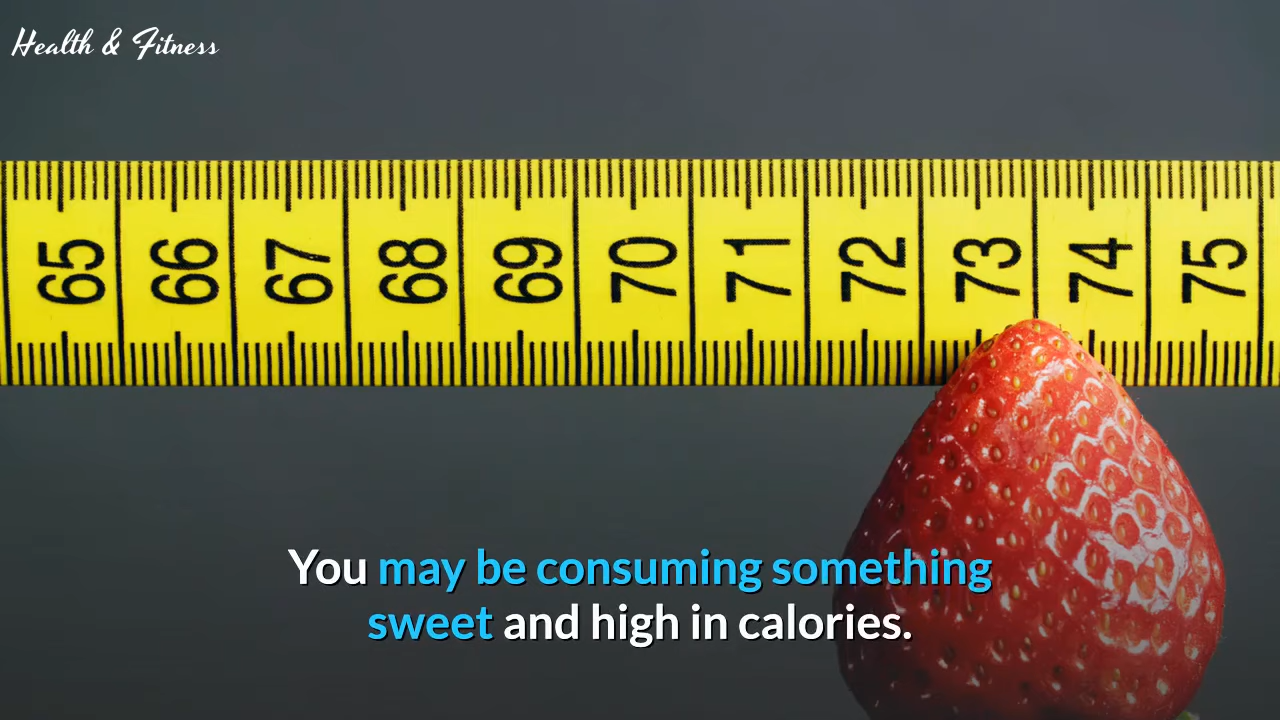 Health & Fitness
65 66 67 68 69 70 71 72 73 74 75
You may be consuming something
sweet and high in calories.